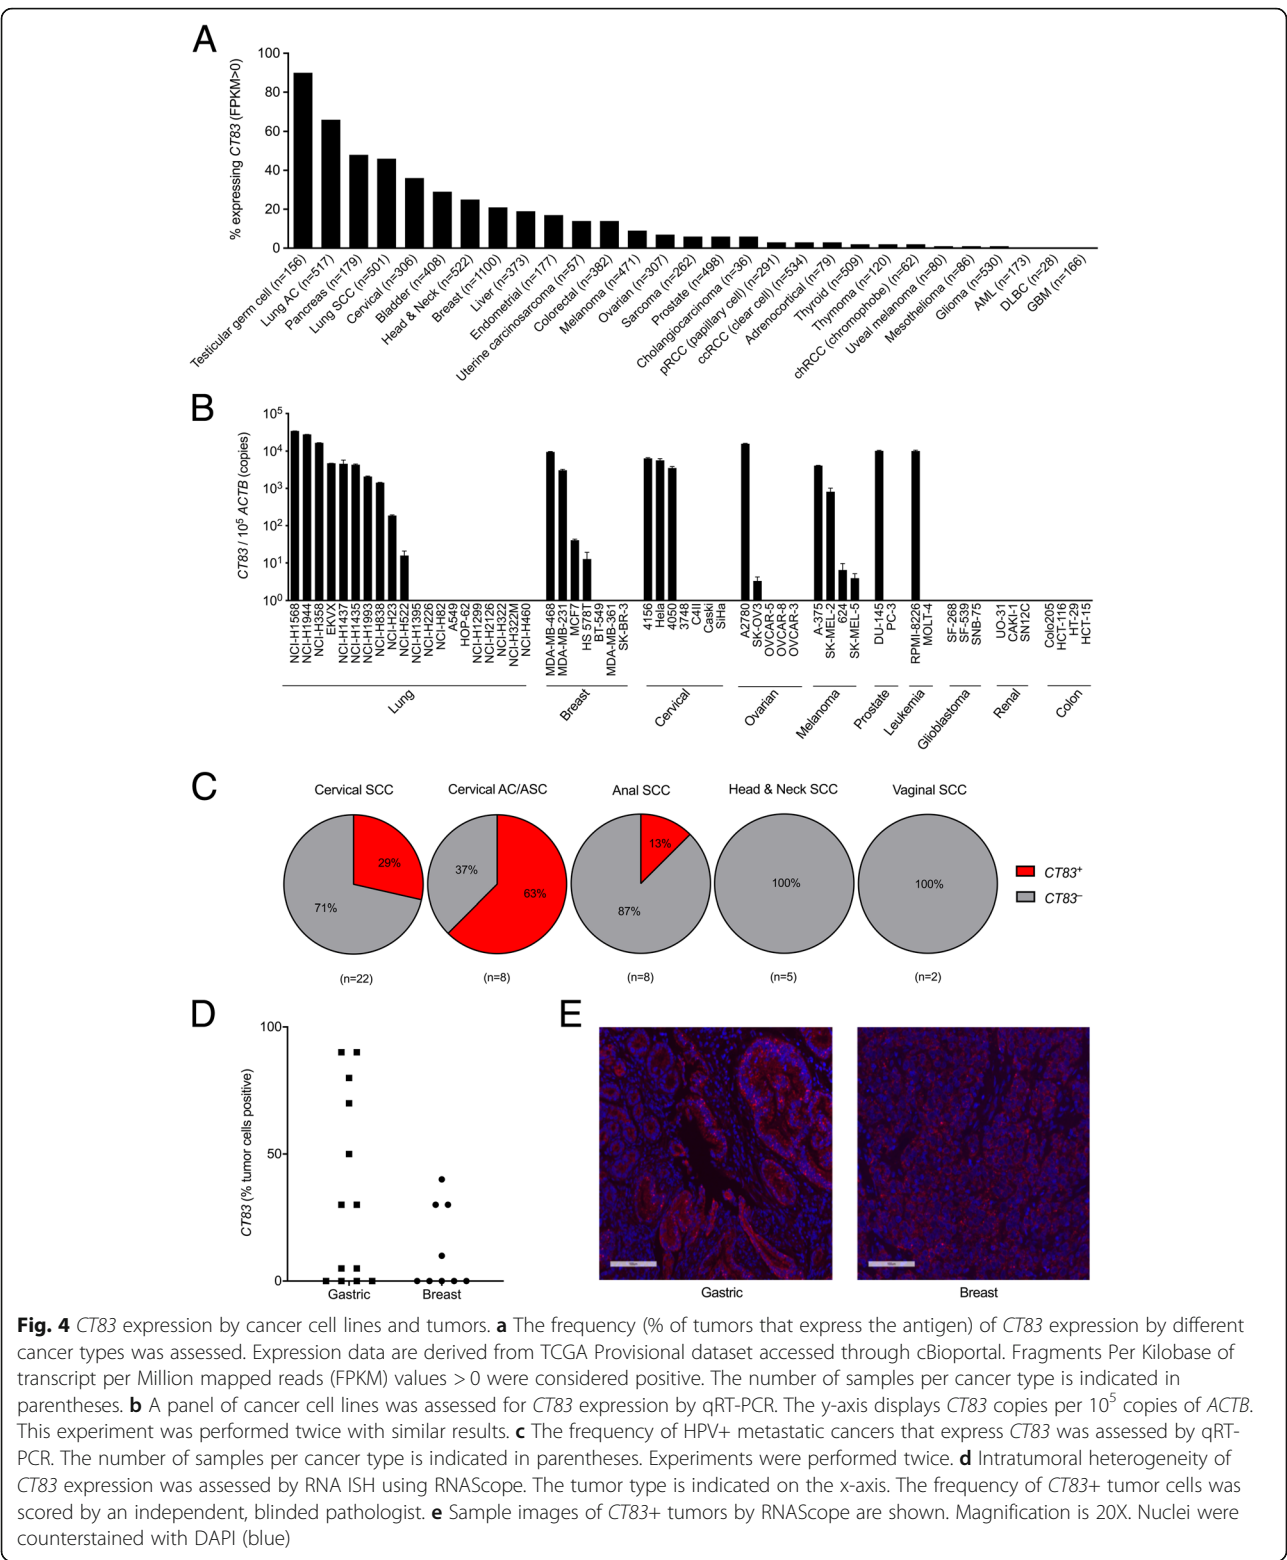 A
% expressing CT83 (FPKM>0)
100
80
60
40
20
0
Testicular germ cell (n=156)
Lung AC (n=517)
Pancreas (n=179)
Lung SCC (n=501)
Cervical (n=306)
Bladder (n=408)
Head & Neck (n=522)
Breast (n=1100)
Liver (n=373)
Endometrial (n=177)
Uterine carcinosarcoma (n=57)
Colorectal (n=382)
Melanoma (n=471)
Ovarian (n=307)
Sarcoma (n=262)
Prostate (n=498)
Cholangiocarcinoma (n=36)
pRCC (papillary cell) (n=291)
ccRCC (clear cell) (n=534)
Adrenocortical (n=79)
Thyroid (n=509)
Thymoma (n=120)
chRCC (chromophobe) (n=62)
Uveal melanoma (n=80)
Mesothelioma (n=86)
Glioma (n=530)
AML (n=173)
DLBC (n=28)
GBM (n=166)
B
CT83 / 10⁵ ACTB (copies)
10⁵
10⁴
10³
10²
10¹
10⁰
NCI-H1568
NCI-H1944
NCI-H358
EKVX
NCI-H1437
NCI-H1435
NCI-H1993
NCI-H838
NCI-H23
NCI-H522
NCI-H1395
NCI-H226
NCI-H82
A549
HOP-62
NCI-H1299
NCI-H2126
NCI-H322
NCI-H322M
NCI-H460
MDA-MB-468
MDA-MB-231
MCF7
HS 578T
BT-549
MDA-MB-361
SK-BR-3
4156
Hela
4050
3748
C4II
Caski
SiHa
A2780
SK-OV3
OVCAR-5
OVCAR-8
OVCAR-3
A-375
SK-MEL-2
624
SK-MEL-5
DU-145
PC-3
RPMI-8226
MOLT-4
SF-268
SF-539
SNB-75
UO-31
CAKI-1
SN12C
Colo205
HCT-116
HT-29
HCT-15
Lung
Breast
Cervical
Ovarian
Melanoma
Prostate
Leukemia
Glioblastoma
Renal
Colon
C
Cervical SCC
Cervical AC/ASC
Anal SCC
Head & Neck SCC
Vaginal SCC
29%
71%
37%
63%
13%
87%
100%
100%
CT83⁺
CT83⁻
(n=22)
(n=8)
(n=8)
(n=5)
(n=2)
D
CT83 (% tumor cells positive)
100
50
0
Gastric
Breast
E
Gastric
Breast
Fig. 4 CT83 expression by cancer cell lines and tumors. a The frequency (% of tumors that express the antigen) of CT83 expression by different
cancer types was assessed. Expression data are derived from TCGA Provisional dataset accessed through cBioportal. Fragments Per Kilobase of
transcript per Million mapped reads (FPKM) values > 0 were considered positive. The number of samples per cancer type is indicated in
parentheses. b A panel of cancer cell lines was assessed for CT83 expression by qRT-PCR. The y-axis displays CT83 copies per 10⁵ copies of ACTB.
This experiment was performed twice with similar results. c The frequency of HPV+ metastatic cancers that express CT83 was assessed by qRT-
PCR. The number of samples per cancer type is indicated in parentheses. Experiments were performed twice. d Intratumoral heterogeneity of
CT83 expression was assessed by RNA ISH using RNAScope. The tumor type is indicated on the x-axis. The frequency of CT83+ tumor cells was
scored by an independent, blinded pathologist. e Sample images of CT83+ tumors by RNAScope are shown. Magnification is 20X. Nuclei were
counterstained with DAPI (blue)